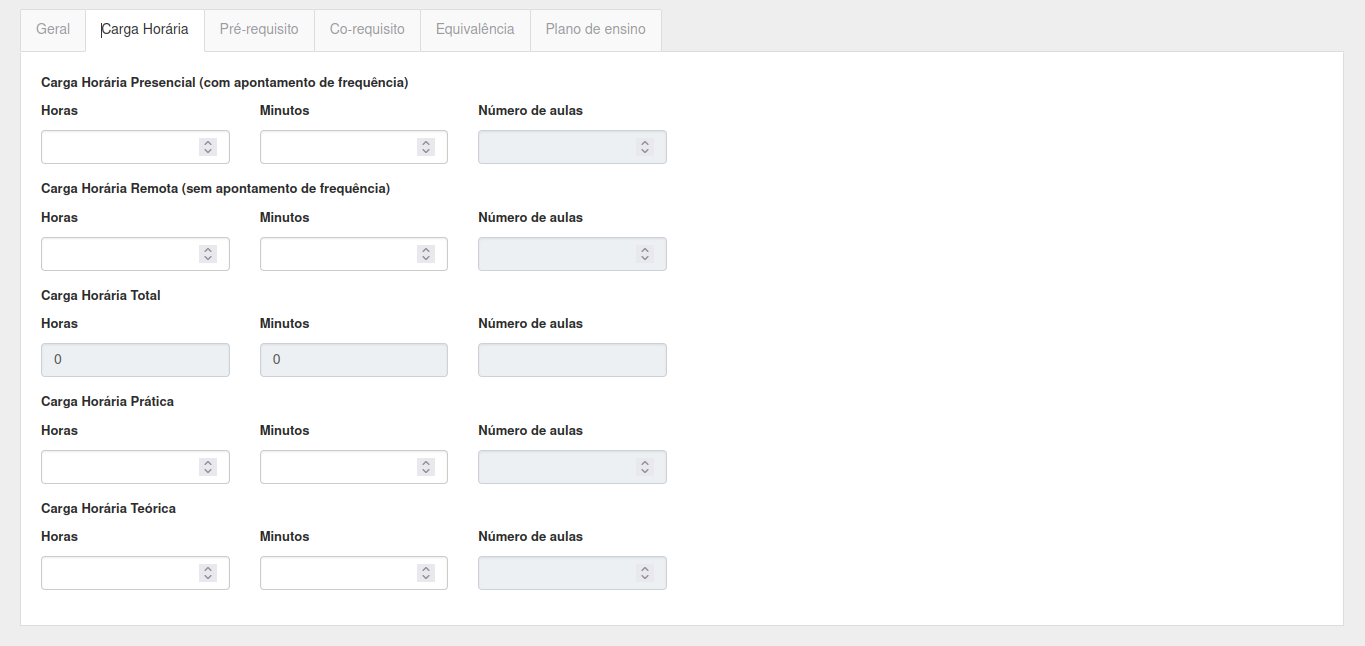 Geral Carga Horária Pré-requisito Co-requisito Equivalência Plano de ensino
Carga Horária Presencial (com apontamento de frequência)
Horas Minutos Número de aulas
Carga Horária Remota (sem apontamento de frequência)
Horas Minutos Número de aulas
Carga Horária Total
Horas Minutos Número de aulas
0 0
Carga Horária Prática
Horas Minutos Número de aulas
Carga Horária Teórica
Horas Minutos Número de aulas